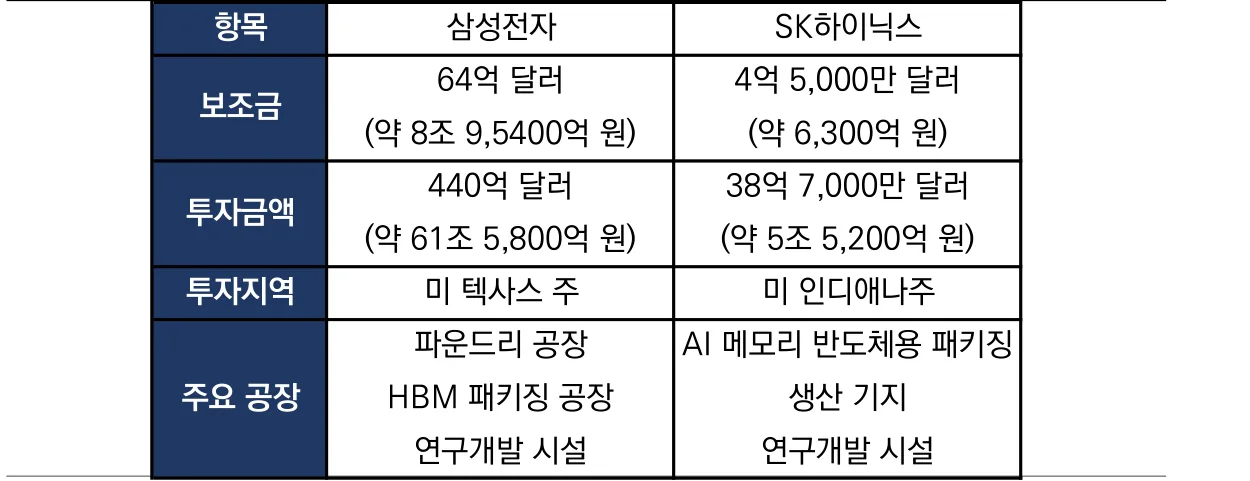 항목 삼성전자 SK하이닉스
보조금
64억 달러
(약 8조 9,5400억 원)
4억 5,000만 달러
(약 6,300억 원)
투자금액
440억 달러
(약 61조 5,800억 원)
38억 7,000만 달러
(약 5조 5,200억 원)
투자지역 미 텍사스 주 미 인디애나주
주요 공장
파운드리 공장
HBM 패키징 공장
연구개발 시설
AI 메모리 반도체용 패키징
생산 기지
연구개발 시설